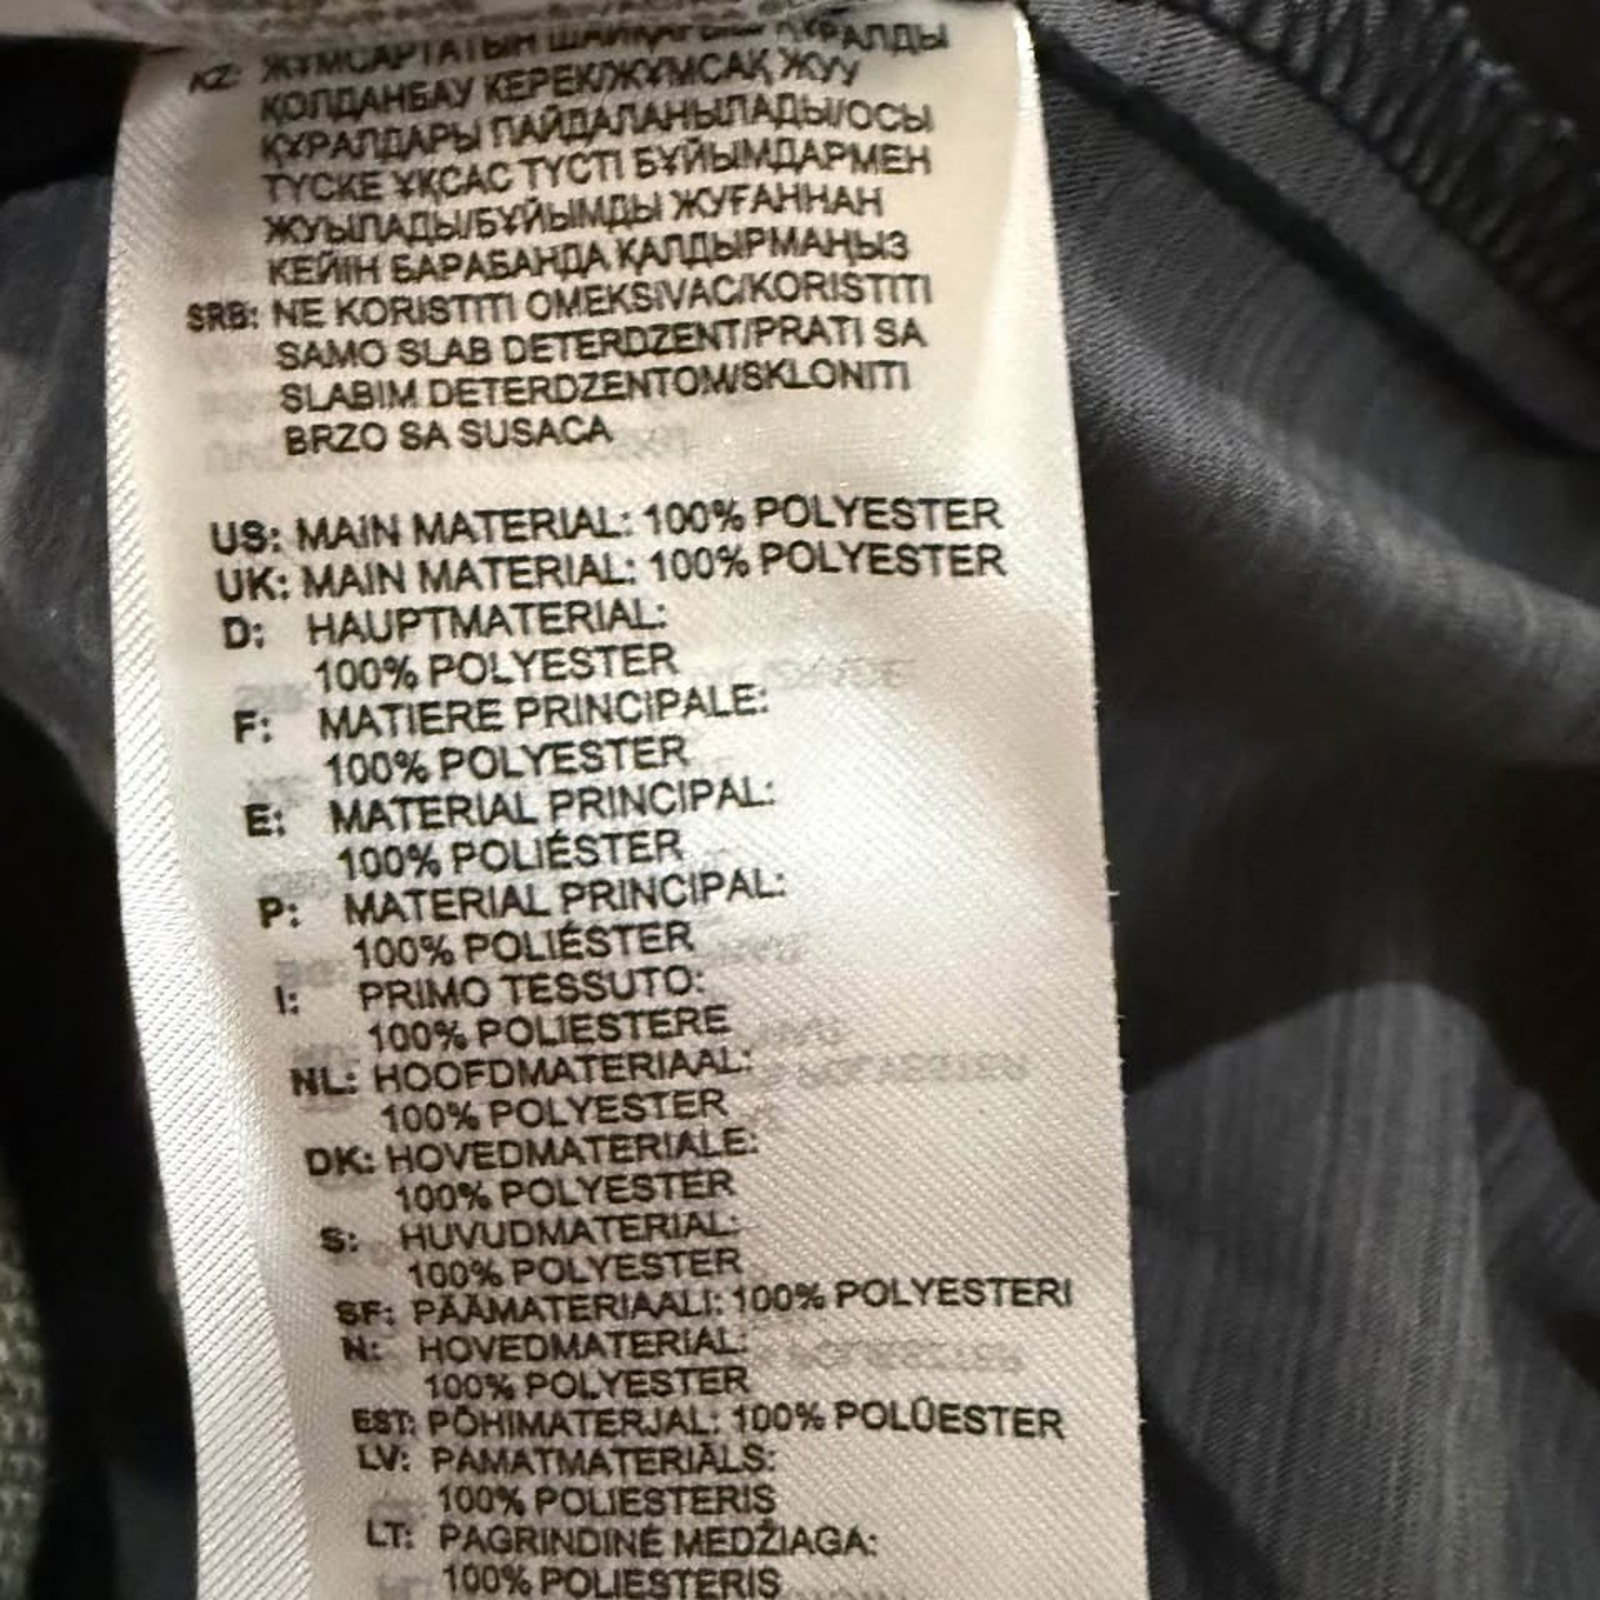 KZ: ЖҰМСАРТАТЫН ШАЙҚАҒЫШ ҚҰРАЛДЫ
ҚОЛДАНБАУ КЕРЕК/ЖҰМСАҚ ЖУУ
ҚҰРАЛДАРЫ ПАЙДАЛАНЫЛАДЫ/ОСЫ
ТҮСКЕ ҰҚСАС ТҮСТІ БҰЙЫМДАРМЕН
ЖУЫЛАДЫ/БҰЙЫМДЫ ЖУҒАННАН
КЕЙІН БАРАБАНДА ҚАЛДЫРМАҢЫЗ
SRB: NE KORISTITI OMEKSIVAC/KORISTITI
SAMO SLAB DETERDZENT/PRATI SA
SLABIM DETERDZENTOM/SKLONITI
BRZO SA SUSACA
US: MAIN MATERIAL: 100% POLYESTER
UK: MAIN MATERIAL: 100% POLYESTER
D: HAUPTMATERIAL:
100% POLYESTER
F: MATIERE PRINCIPALE:
100% POLYESTER
E: MATERIAL PRINCIPAL:
100% POLIÉSTER
P: MATERIAL PRINCIPAL:
100% POLIÉSTER
I: PRIMO TESSUTO:
100% POLIESTERE
NL: HOOFDMATERIAAL:
100% POLYESTER
DK: HOVEDMATERIALE:
100% POLYESTER
S: HUVUDMATERIAL:
100% POLYESTER
SF: PÄÄMATERIAALI: 100% POLYESTERI
N: HOVEDMATERIAL:
100% POLYESTER
EST: PÕHIMATERJAL: 100% POLÜESTER
LV: PAMATMATERIĀLS:
100% POLIESTERIS
LT: PAGRINDINĖ MEDŽIAGA:
100% POLIESTERIS